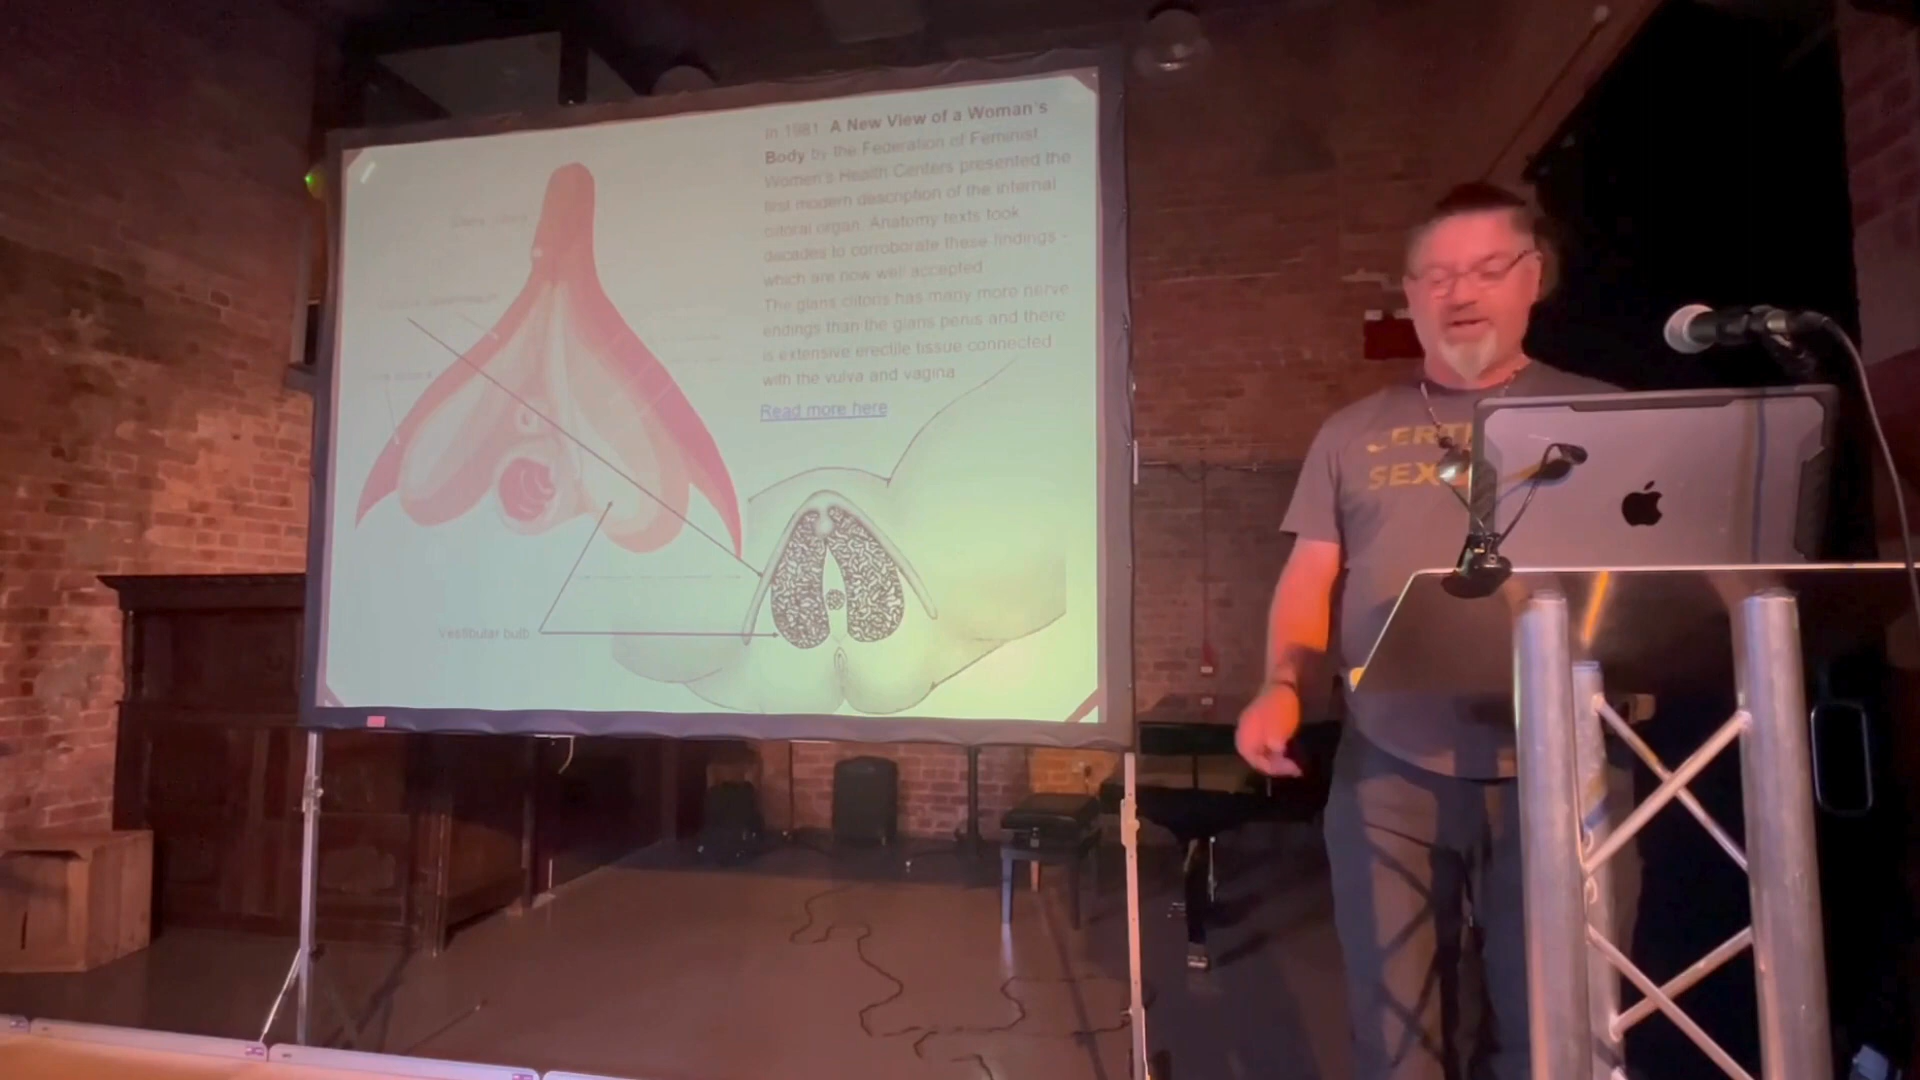 In 1981 A New View of a Woman's
Body by the Federation of Feminist
Women's Health Centers presented the
first modern description of the internal
clitoral organ. Anatomy texts took
decades to corroborate these findings -
which are now well accepted
The glans clitoris has many more nerve
endings than the glans penis and there
is extensive erectile tissue connected
with the vulva and vagina
Read more here
Vestibular bulb
SEX